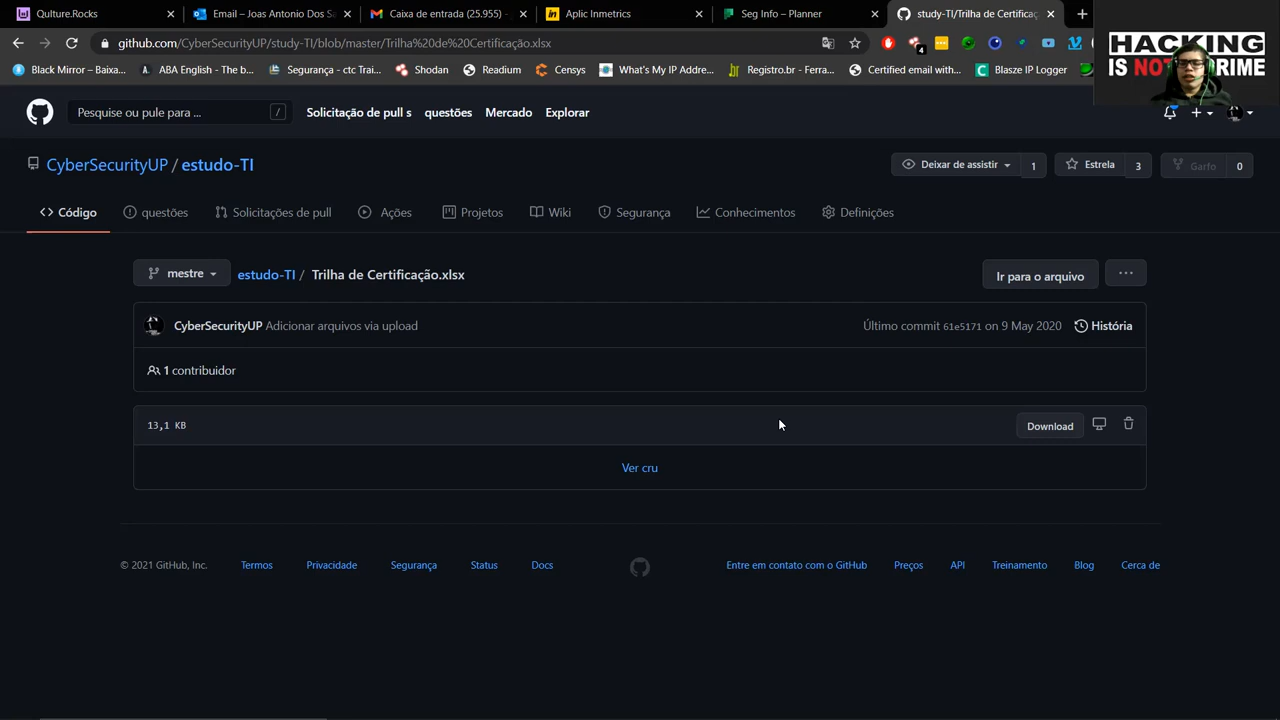 Qulture.Rocks
Email – Joas Antonio Dos Sa
Caixa de entrada (25.955) -
Aplic Inmetrics
Seg Info – Planner
study-TI/Trilha de Certificaç
github.com/CyberSecurityUP/study-TI/blob/master/Trilha%20de%20Certificação.xlsx
4
Black Mirror – Baixa...
ABA English - The b...
Segurança - ctc Trai...
Shodan
Leadison
Censys
What's My IP Addre...
Registro.br - Ferra...
Certified email with...
Blasze IP Logger
HACKING
IS NOT CRIME
Pesquise ou pule para ...
/
Solicitação de pull s
questões
Mercado
Explorar
CyberSecurityUP / estudo-TI
Deixar de assistir
1
Estrela
3
Garfo
0
Código
questões
Solicitações de pull
Ações
Projetos
Wiki
Segurança
Conhecimentos
Definições
mestre
estudo-TI / Trilha de Certificação.xlsx
Ir para o arquivo
CyberSecurityUP Adicionar arquivos via upload
Último commit 61e5171 on 9 May 2020
História
1 contribuidor
13,1 KB
Download
Ver cru
© 2021 GitHub, Inc.
Termos
Privacidade
Segurança
Status
Docs
Entre em contato com o GitHub
Preços
API
Treinamento
Blog
Cerca de